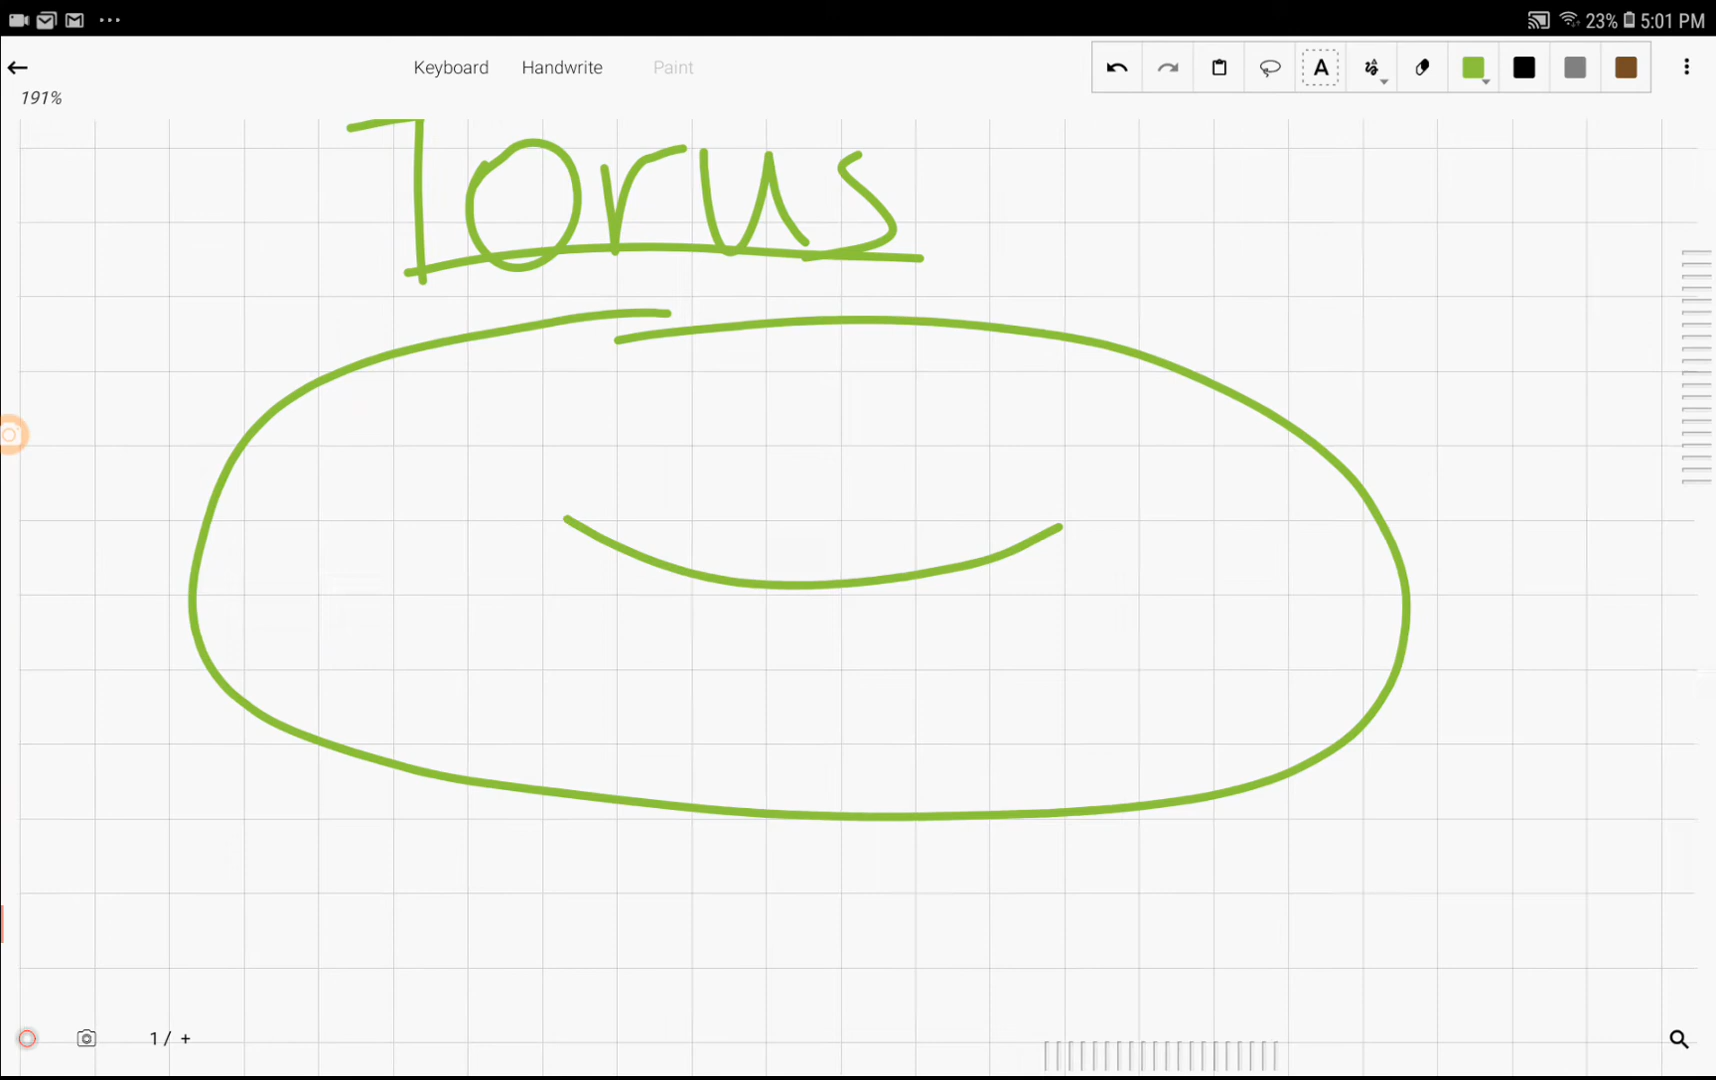 23% 5:01 PM
Keyboard Handwrite Paint
A
191%
Torus
1 / +